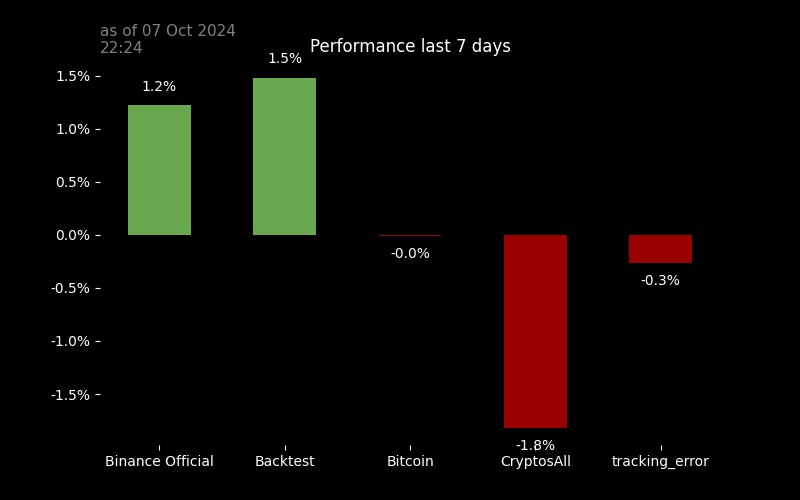 as of 07 Oct 2024
22:24
Performance last 7 days
1.5%
1.0%
0.5%
0.0%
-0.5%
-1.0%
-1.5%
1.2%
1.5%
-0.0%
-1.8%
-0.3%
Binance Official
Backtest
Bitcoin
CryptosAll
tracking_error